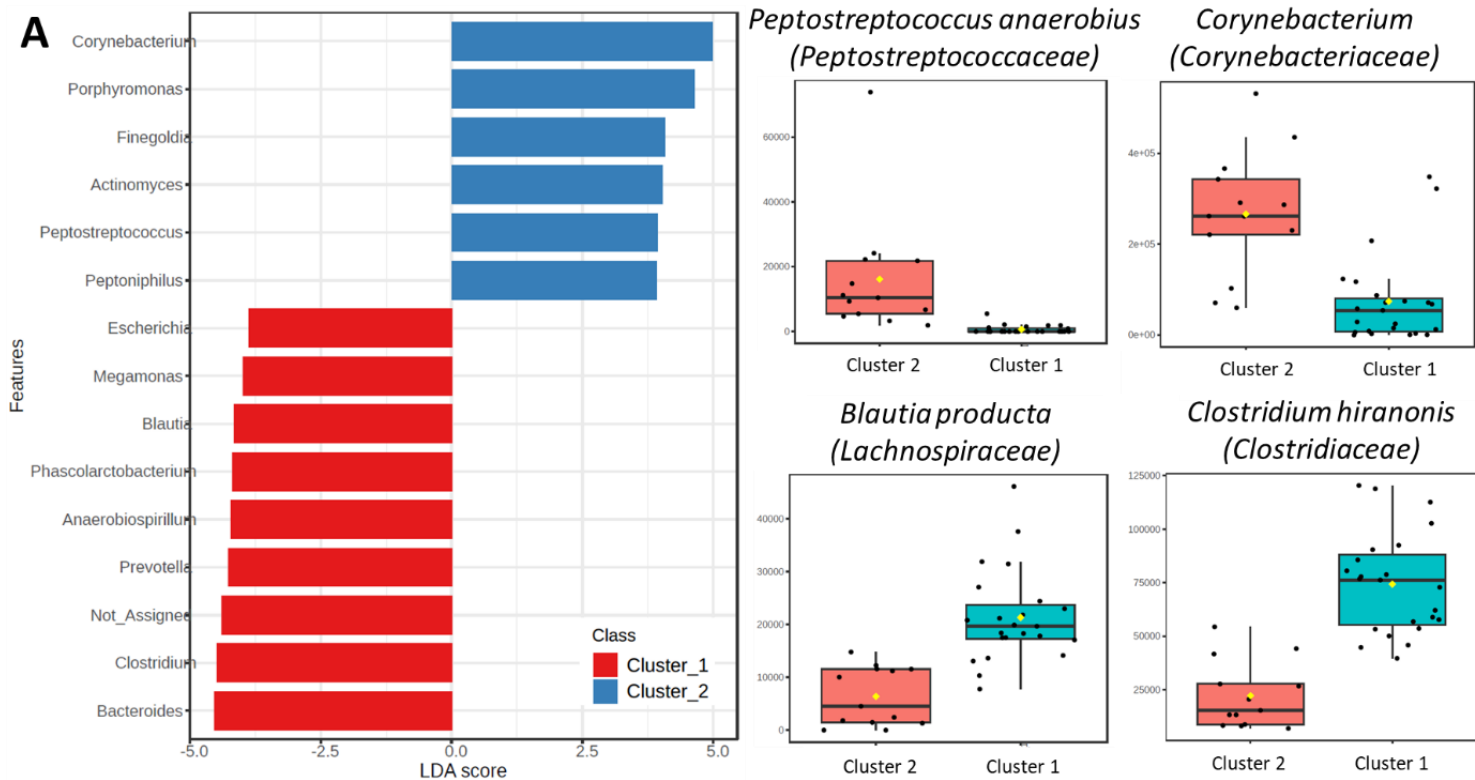 A
Corynebacterium
Porphyromonas
Finegoldia
Actinomyces
Peptostreptococcus
Peptoniphilus
Escherichia
Megamonas
Blautia
Phascolarctobacterium
Anaerobiospirillum
Prevotella
Not_Assigned
Clostridium
Bacteroides
Features
-5.0
-2.5
0.0
2.5
5.0
LDA score
Class
Cluster_1
Cluster_2
Peptostreptococcus anaerobius
(Peptostreptococcaceae)
60000
40000
20000
0
Cluster 2
Cluster 1
Corynebacterium
(Corynebacteriaceae)
4e+05
2e+05
0e+00
Cluster 2
Cluster 1
Blautia producta
(Lachnospiraceae)
40000
30000
20000
10000
0
Cluster 2
Cluster 1
Clostridium hiranonis
(Clostridiaceae)
125000
100000
75000
50000
25000
Cluster 2
Cluster 1